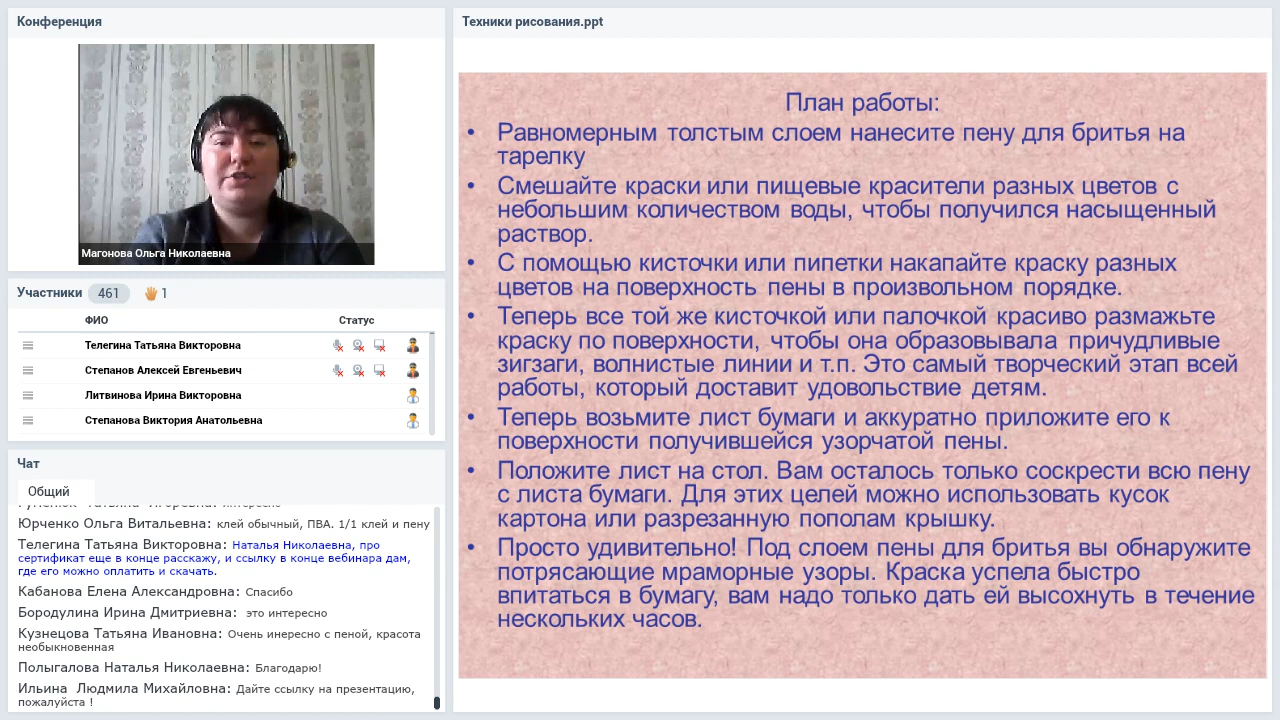 Конференция
Магонова Ольга Николаевна
Участники 461 1
ФИО Статус
Телегина Татьяна Викторовна
Степанов Алексей Евгеньевич
Литвинова Ирина Викторовна
Степанова Виктория Анатольевна
Чат
Общий
Юрченко Ольга Витальевна: клей обычный, ПВА. 1/1 клей и пену
Телегина Татьяна Викторовна: Наталья Николаевна, про
сертификат еще в конце расскажу, и ссылку в конце вебинара дам,
где его можно оплатить и скачать.
Кабанова Елена Александровна: Спасибо
Бородулина Ирина Дмитриевна: это интересно
Кузнецова Татьяна Ивановна: Очень инересно с пеной, красота
необыкновенная
Полыгалова Наталья Николаевна: Благодарю!
Ильина Людмила Михайловна: Дайте ссылку на презентацию,
пожалуйста !
Техники рисования.ppt
План работы:
• Равномерным толстым слоем нанесите пену для бритья на
тарелку
• Смешайте краски или пищевые красители разных цветов с
небольшим количеством воды, чтобы получился насыщенный
раствор.
• С помощью кисточки или пипетки накапайте краску разных
цветов на поверхность пены в произвольном порядке.
• Теперь все той же кисточкой или палочкой красиво размажьте
краску по поверхности, чтобы она образовывала причудливые
зигзаги, волнистые линии и т.п. Это самый творческий этап всей
работы, который доставит удовольствие детям.
• Теперь возьмите лист бумаги и аккуратно приложите его к
поверхности получившейся узорчатой пены.
• Положите лист на стол. Вам осталось только соскрести всю пену
с листа бумаги. Для этих целей можно использовать кусок
картона или разрезанную пополам крышку.
• Просто удивительно! Под слоем пены для бритья вы обнаружите
потрясающие мраморные узоры. Краска успела быстро
впитаться в бумагу, вам надо только дать ей высохнуть в течение
нескольких часов.